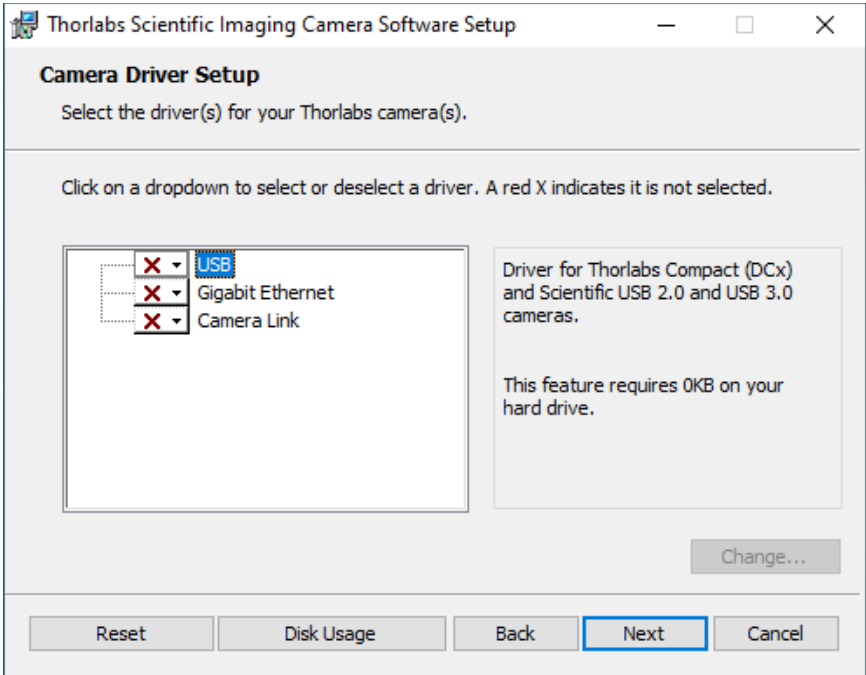 Thorlabs Scientific Imaging Camera Software Setup
Camera Driver Setup
Select the driver(s) for your Thorlabs camera(s).
Click on a dropdown to select or deselect a driver. A red X indicates it is not selected.
USB
Gigabit Ethernet
Camera Link
Driver for Thorlabs Compact (DCx)
and Scientific USB 2.0 and USB 3.0
cameras.
This feature requires 0KB on your
hard drive.
Change...
Reset Disk Usage Back Next Cancel